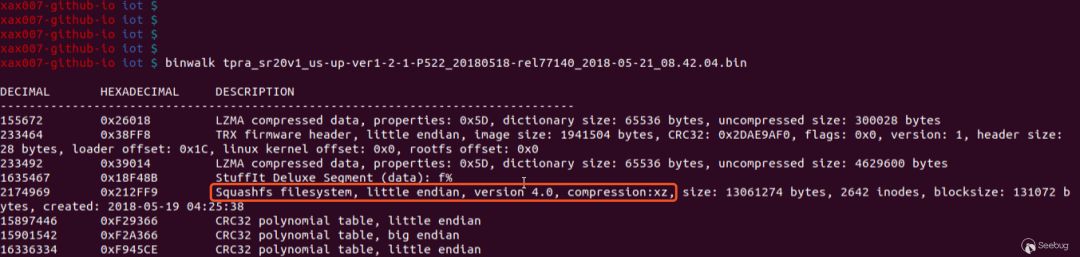 xax007-github-io iot $
xax007-github-io iot $
xax007-github-io iot $
xax007-github-io iot $
xax007-github-io iot $ binwalk tpra_sr20v1_us-up-ver1-2-1-P522_20180518-rel77140_2018-05-21_08.42.04.bin
DECIMAL HEXADECIMAL DESCRIPTION
--------------------------------------------------------------------------------
155672 0x26018 LZMA compressed data, properties: 0x5D, dictionary size: 65536 bytes, uncompressed size: 300028 bytes
233464 0x38FF8 TRX firmware header, little endian, image size: 1941504 bytes, CRC32: 0x2DAE9AF0, flags: 0x0, version: 1, header size:
28 bytes, loader offset: 0x1C, linux kernel offset: 0x0, rootfs offset: 0x0
233492 0x39014 LZMA compressed data, properties: 0x5D, dictionary size: 65536 bytes, uncompressed size: 4629600 bytes
1635467 0x18F48B StuffIt Deluxe Segment (data): f%
2174969 0x212FF9 Squashfs filesystem, little endian, version 4.0, compression:xz, size: 13061274 bytes, 2642 inodes, blocksize: 131072 b
ytes, created: 2018-05-19 04:25:38
15897446 0xF29366 CRC32 polynomial table, little endian
15901542 0xF2A366 CRC32 polynomial table, big endian
16336334 0xF945CE CRC32 polynomial table, little endian
Seebug